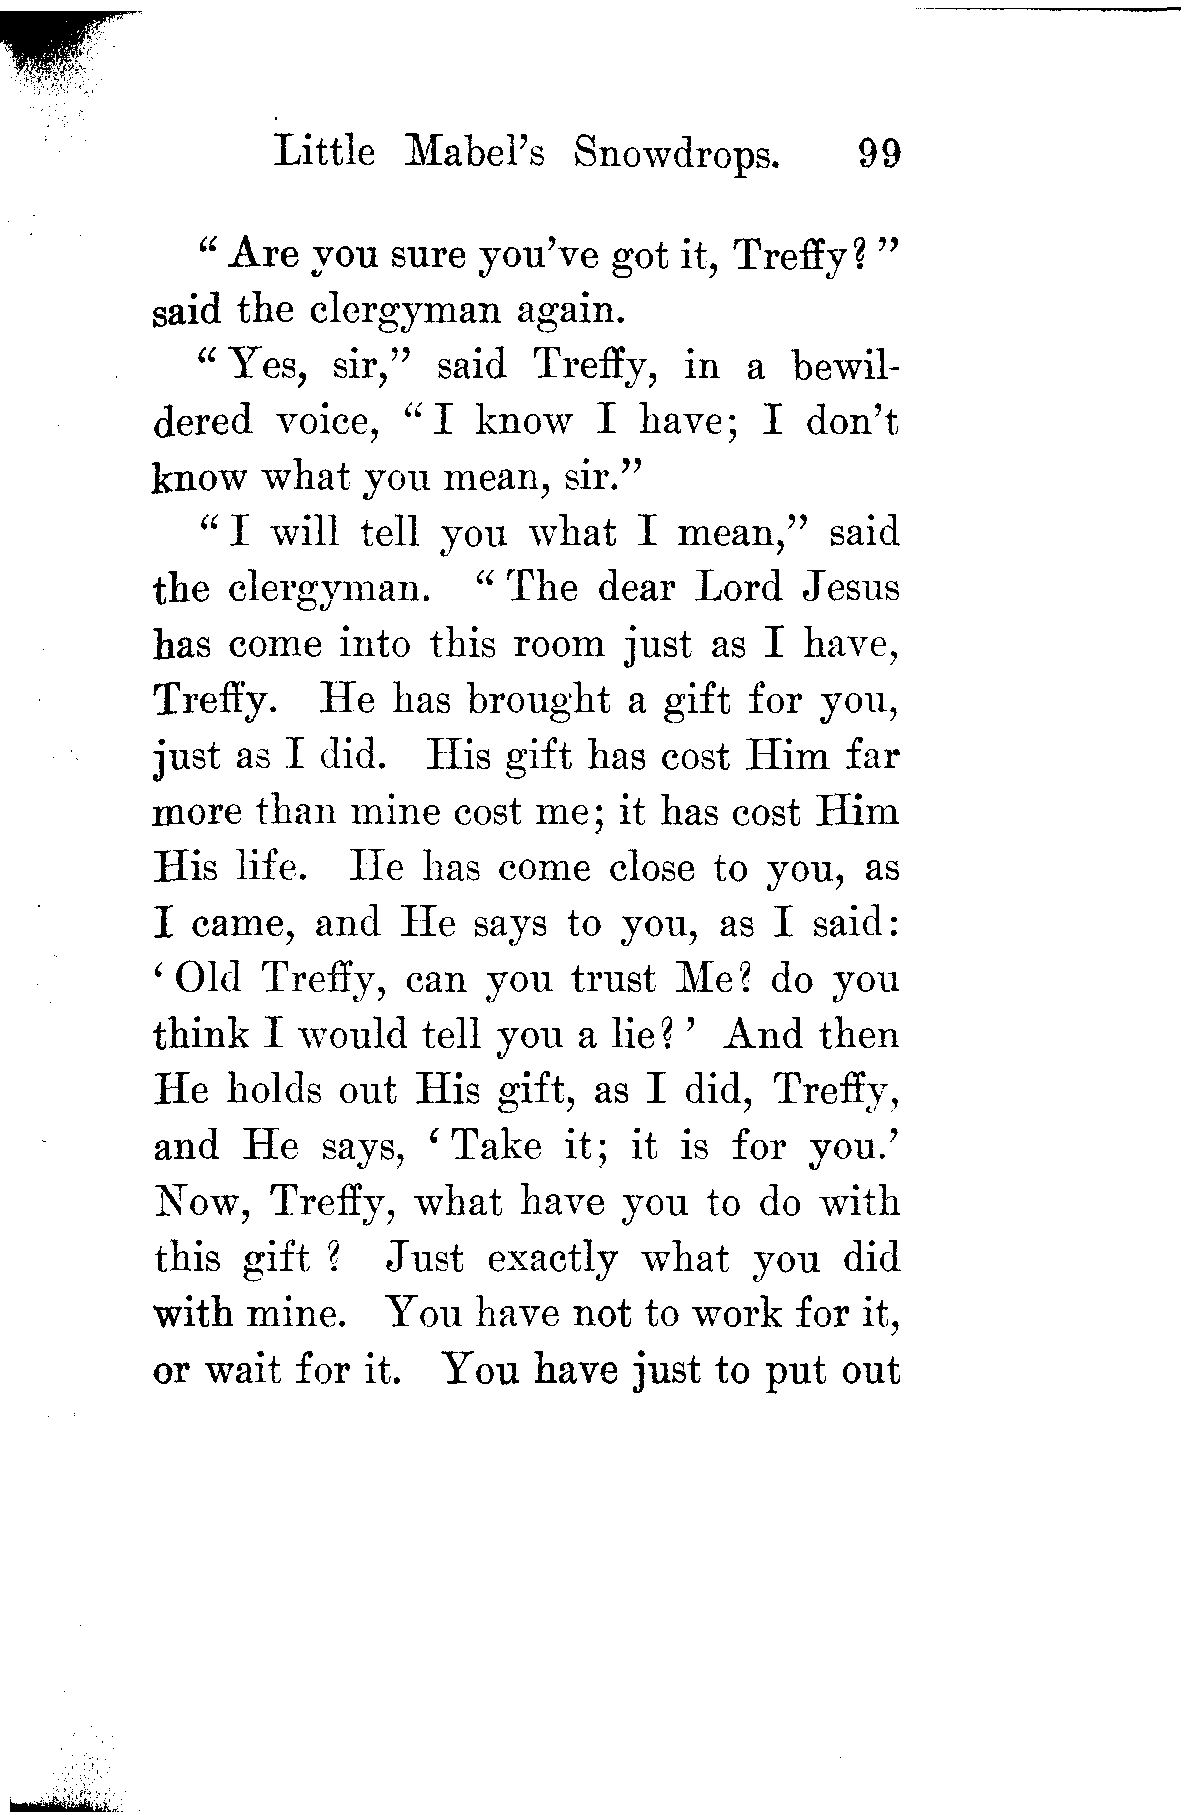 Little Mabel's Snowdrops. 99
“ Are you sure you've got it, Treffy? ”
said the clergyman again.
“ Yes, sir,” said Treffy, in a bewil-
dered voice, “ I know I have; I don't
know what you mean, sir.”
“ I will tell you what I mean,” said
the clergyman. “ The dear Lord Jesus
has come into this room just as I have,
Treffy. He has brought a gift for you,
just as I did. His gift has cost Him far
more than mine cost me; it has cost Him
His life. He has come close to you, as
I came, and He says to you, as I said:
‘ Old Treffy, can you trust Me? do you
think I would tell you a lie? ’ And then
He holds out His gift, as I did, Treffy,
and He says, ‘ Take it; it is for you.’
Now, Treffy, what have you to do with
this gift ? Just exactly what you did
with mine. You have not to work for it,
or wait for it. You have just to put out